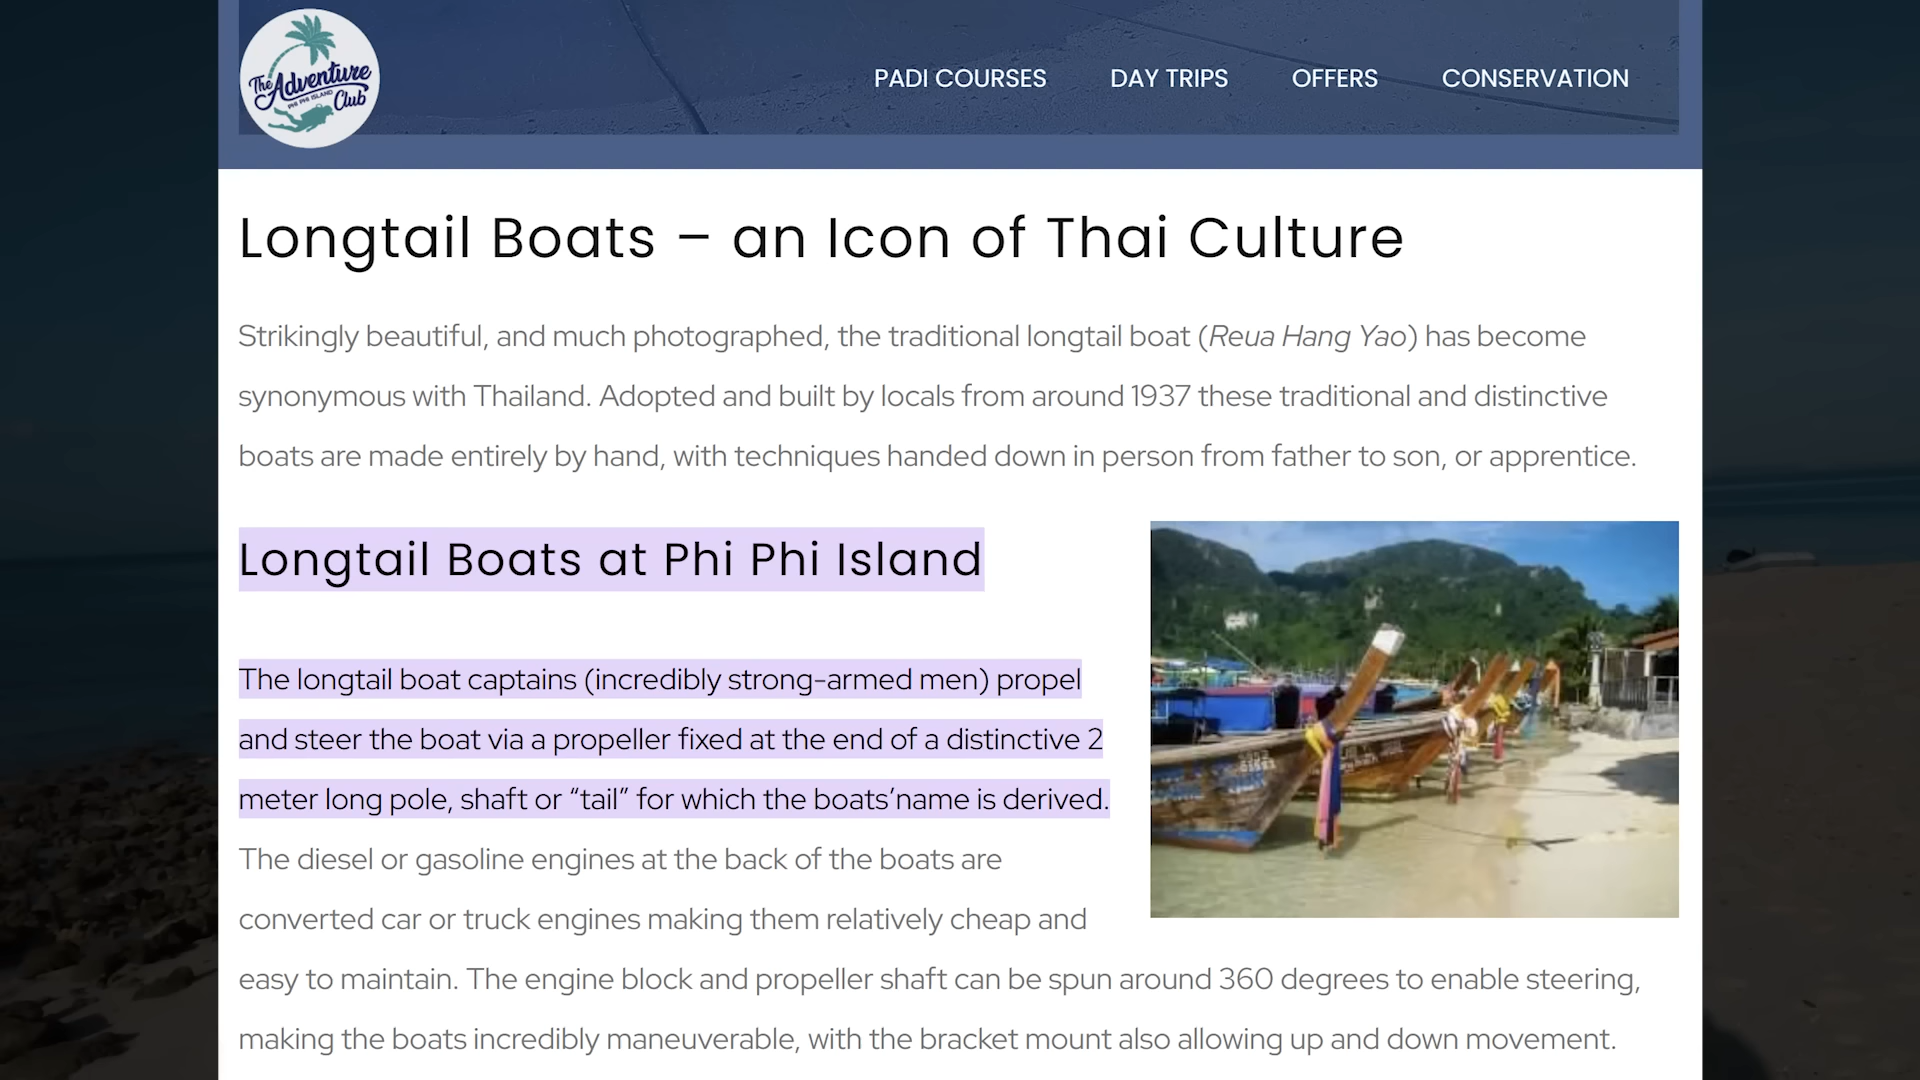 The Adventure Club
PHI PHI ISLAND
PADI COURSES DAY TRIPS OFFERS CONSERVATION
Longtail Boats – an Icon of Thai Culture
Strikingly beautiful, and much photographed, the traditional longtail boat (Reua Hang Yao) has become
synonymous with Thailand. Adopted and built by locals from around 1937 these traditional and distinctive
boats are made entirely by hand, with techniques handed down in person from father to son, or apprentice.
Longtail Boats at Phi Phi Island
The longtail boat captains (incredibly strong-armed men) propel
and steer the boat via a propeller fixed at the end of a distinctive 2
meter long pole, shaft or “tail” for which the boats’name is derived.
The diesel or gasoline engines at the back of the boats are
converted car or truck engines making them relatively cheap and
easy to maintain. The engine block and propeller shaft can be spun around 360 degrees to enable steering,
making the boats incredibly maneuverable, with the bracket mount also allowing up and down movement.